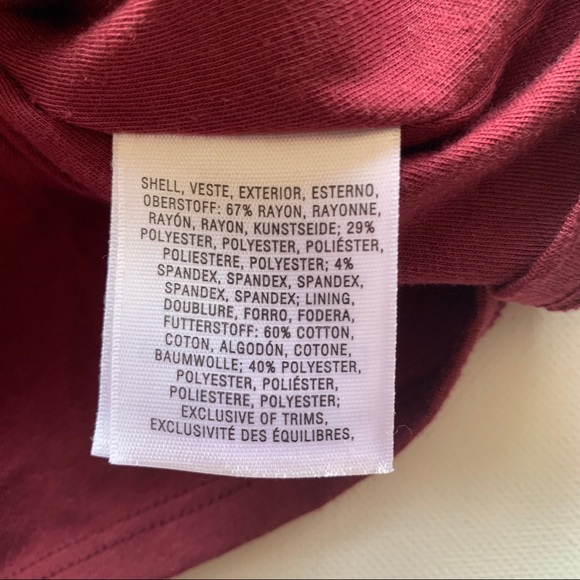 SHELL, VESTE, EXTERIOR, ESTERNO,
OBERSTOFF: 67% RAYON, RAYONNE,
RAYÓN, RAYON, KUNSTSEIDE; 29%
POLYESTER, POLYESTER, POLIÉSTER,
POLIESTERE, POLYESTER; 4%
SPANDEX, SPANDEX, SPANDEX,
SPANDEX, SPANDEX; LINING,
DOUBLURE, FORRO, FODERA,
FUTTERSTOFF: 60% COTTON,
COTON, ALGODÓN, COTONE,
BAUMWOLLE; 40% POLYESTER,
POLYESTER, POLIÉSTER,
POLIESTERE, POLYESTER;
EXCLUSIVE OF TRIMS,
EXCLUSIVITÉ DES ÉQUILIBRES,